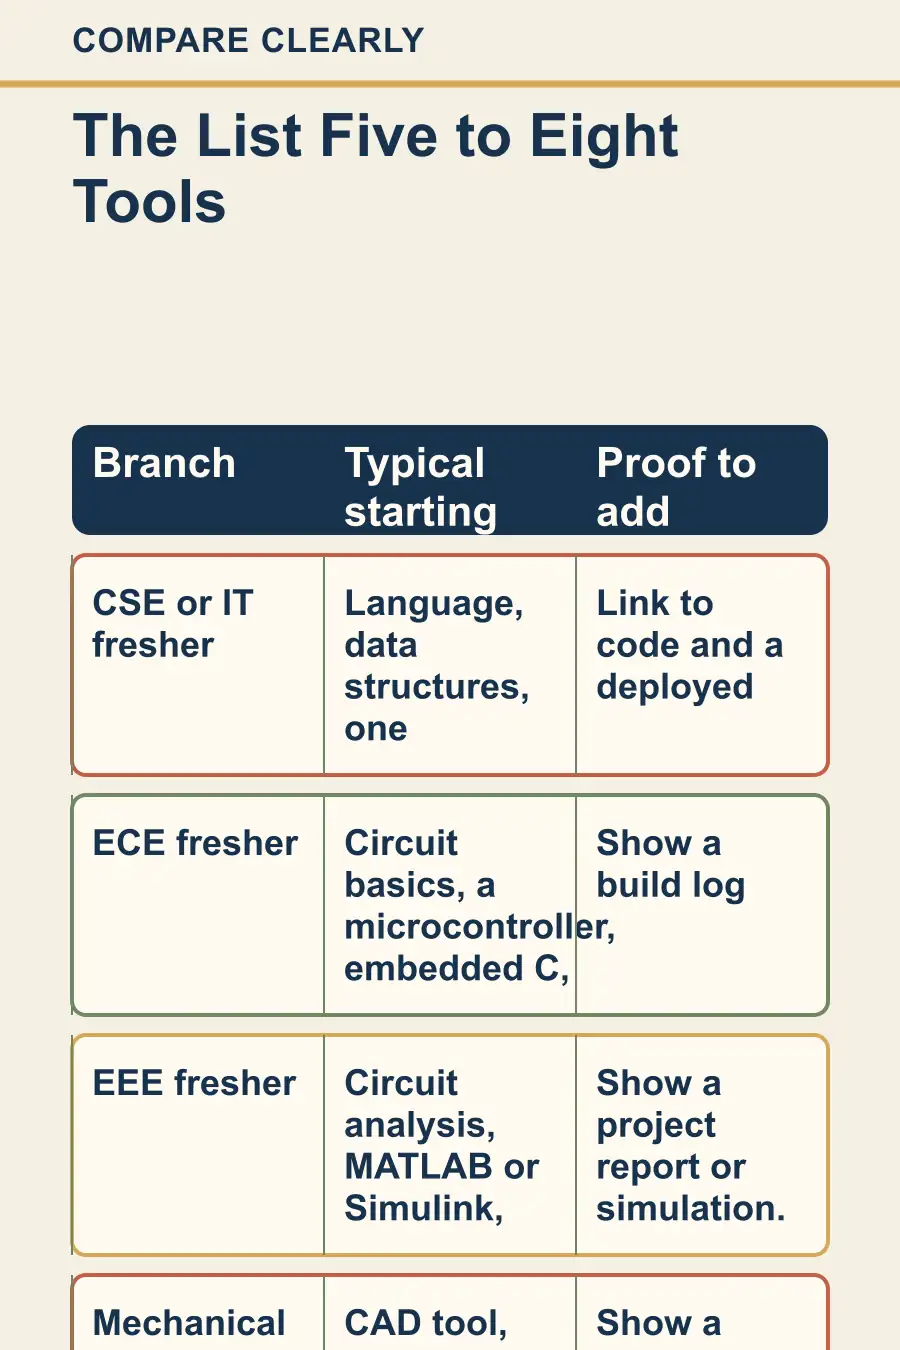 COMPARE CLEARLY
The List Five to Eight
Tools
Branch
Typical
starting
Proof to
add
CSE or IT
fresher
Language,
data
structures,
one
Link to
code and a
deployed
ECE fresher
Circuit
basics, a
microcontroller,
embedded C,
Show a
build log
EEE fresher
Circuit
analysis,
MATLAB or
Simulink,
Show a
project
report or
simulation.
Mechanical
CAD tool,
Show a